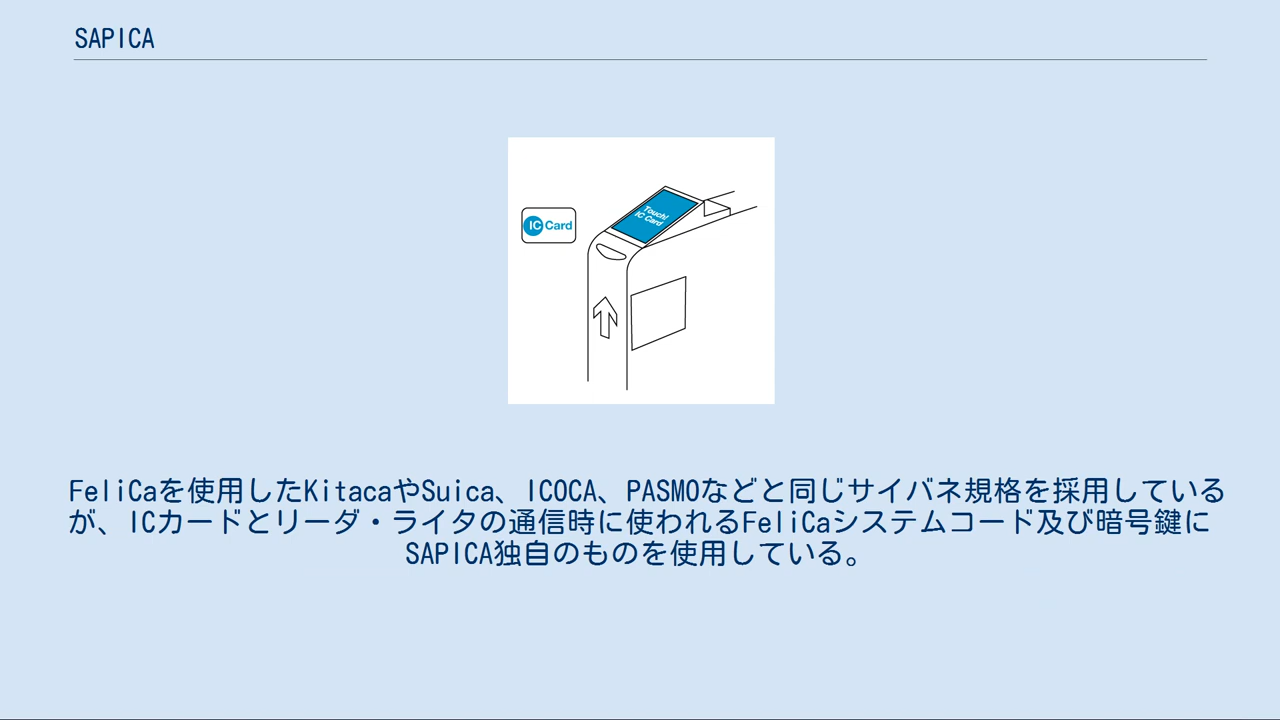 SAPICA
Touch!
IC Card
IC Card
FeliCaを使用したKitacaやSuica、ICOCA、PASMOなどと同じサイバネ規格を採用している
が、ICカードとリーダ・ライタの通信時に使われるFeliCaシステムコード及び暗号鍵に
SAPICA独自のものを使用している。